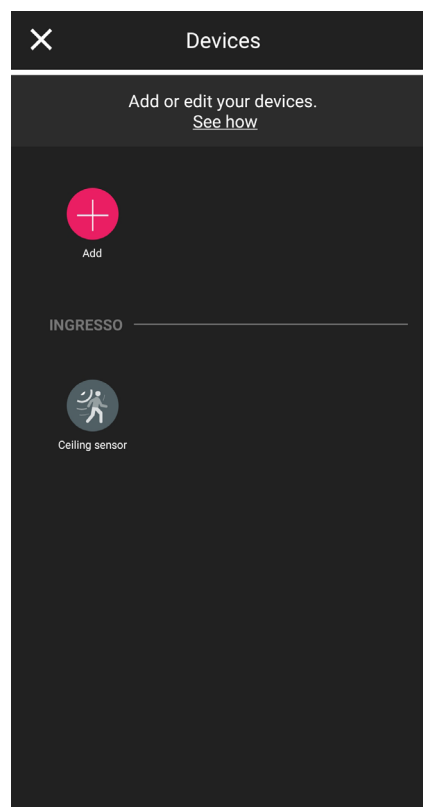 Devices
Add or edit your devices.
See how
Add
INGRESSO
Ceiling sensor